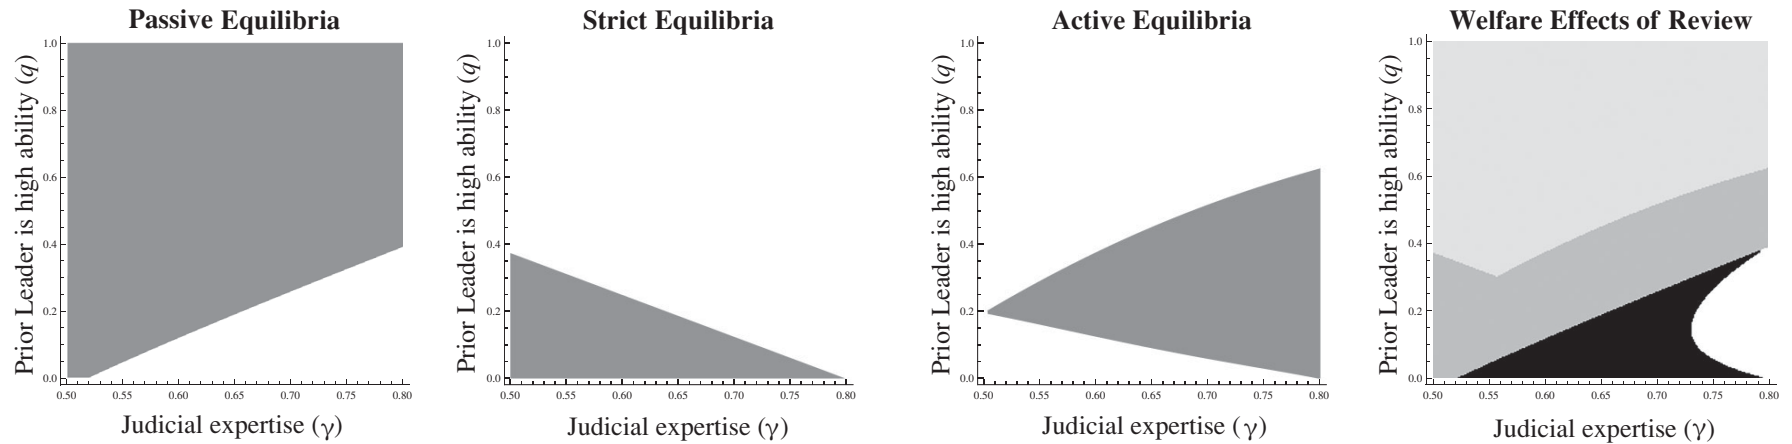 Passive Equilibria
Prior Leader is high ability (q)
1.0
0.8
0.6
0.4
0.2
0.0
0.50 0.55 0.60 0.65 0.70 0.75 0.80
Judicial expertise (γ)
Strict Equilibria
Prior Leader is high ability (q)
1.0
0.8
0.6
0.4
0.2
0.0
0.50 0.55 0.60 0.65 0.70 0.75 0.80
Judicial expertise (γ)
Active Equilibria
Prior Leader is high ability (q)
1.0
0.8
0.6
0.4
0.2
0.0
0.50 0.55 0.60 0.65 0.70 0.75 0.80
Judicial expertise (γ)
Welfare Effects of Review
Prior Leader is high ability (q)
1.0
0.8
0.6
0.4
0.2
0.0
0.50 0.55 0.60 0.65 0.70 0.75 0.80
Judicial expertise (γ)